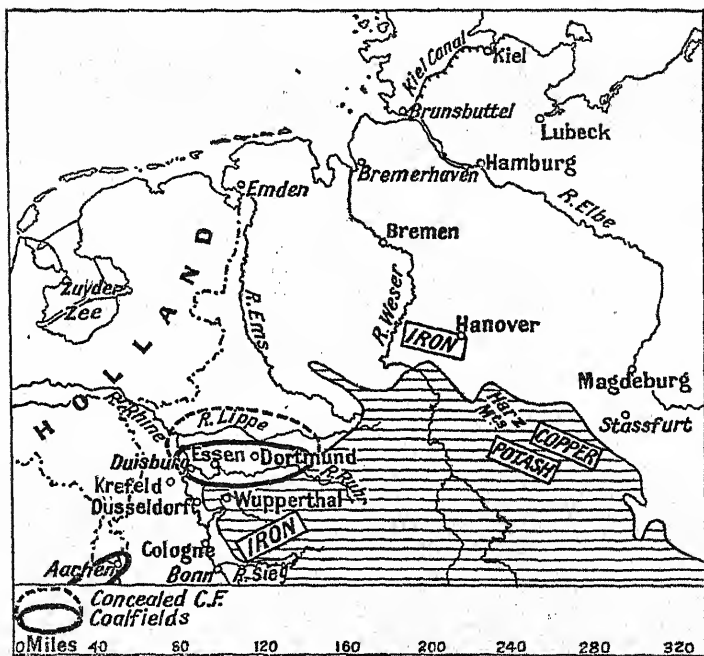 Kiel Canal
Kiel
Brunsbuttel
Lubeck
Bremerhaven
Hamburg
Emden
R. Elbe
Bremen
HOLLAND
Zuyder
Zee
R. Ems
R. Weser
Hanover
IRON
Magdeburg
Harz
Mts
Stassfurt
COPPER
POTASH
R. Rhine
R. Lippe
Essen
Dortmund
Duisburg
R. Ruhr
Krefeld
Wupperthal
Dusseldorf
IRON
Cologne
Aachen
Bonn
R. Sieg
Concealed C.F.
Coalfields
0 Miles 40 80 120 160 200 240 280 320